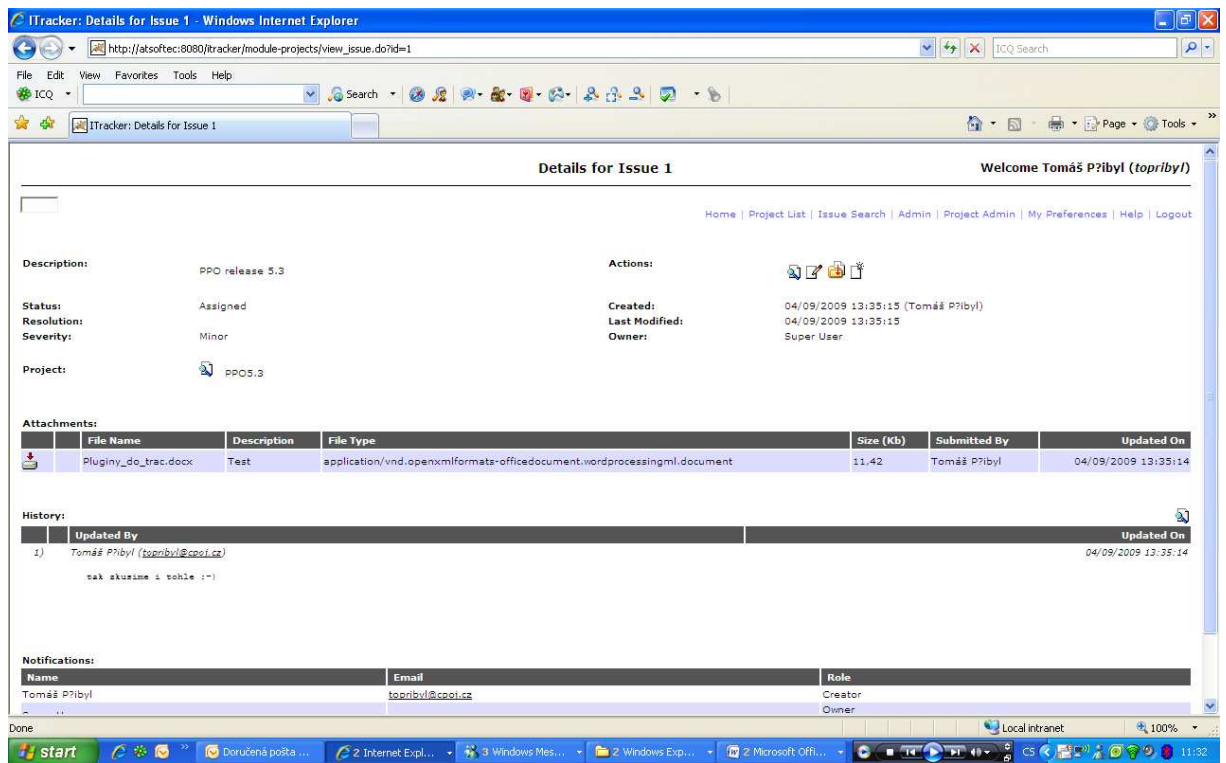 ITracker: Details for Issue 1 - Windows Internet Explorer
http://atsoftec:8080/itracker/module-projects/view_issue.do?id=1 ICQ Search
File Edit View Favorites Tools Help
ICQ Search
ITracker: Details for Issue 1 Page Tools
Details for Issue 1 Welcome Tomáš P?ibyl (topribyl)
Home | Project List | Issue Search | Admin | Project Admin | My Preferences | Help | Logout
Description: PPO release 5.3 Actions:
Status: Assigned Created: 04/09/2009 13:35:15 (Tomáš P?ibyl)
Resolution: Last Modified: 04/09/2009 13:35:15
Severity: Minor Owner: Super User
Project: PPO5.3
Attachments:
File Name Description File Type Size (Kb) Submitted By Updated On
Pluginy_do_trac.docx Test application/vnd.openxmlformats-officedocument.wordprocessingml.document 11,42 Tomáš P?ibyl 04/09/2009 13:35:14
History:
Updated By Updated On
1) Tomáš P?ibyl (topribyl@cpoj.cz) 04/09/2009 13:35:14
tak zkusime i tohle :-)
Notifications:
Name Email Role
Tomáš P?ibyl topribyl@cpoj.cz Creator
Owner
Done Local intranet 100%
start Doručená pošta ... 2 Internet Expl... 3 Windows Mes... 2 Windows Exp... 2 Microsoft Offi... CS 11:32